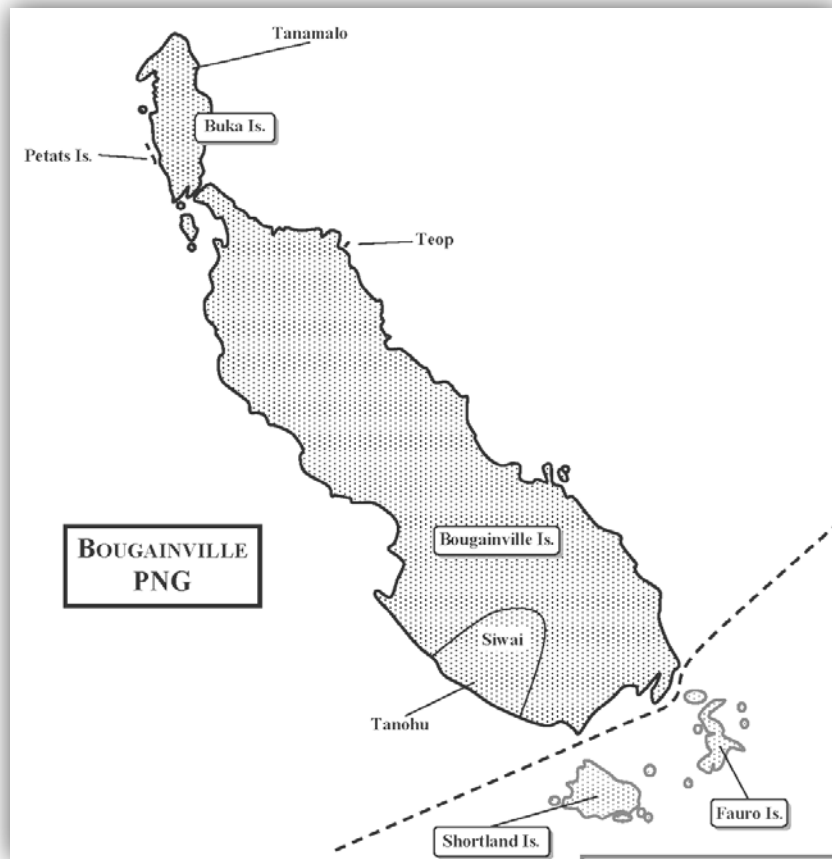 Tanamalo
Buka Is.
Petats Is.
Teop
Bougainville Is.
BOUGAINVILLE
PNG
Siwai
Tanohu
Fauro Is.
Shortland Is.